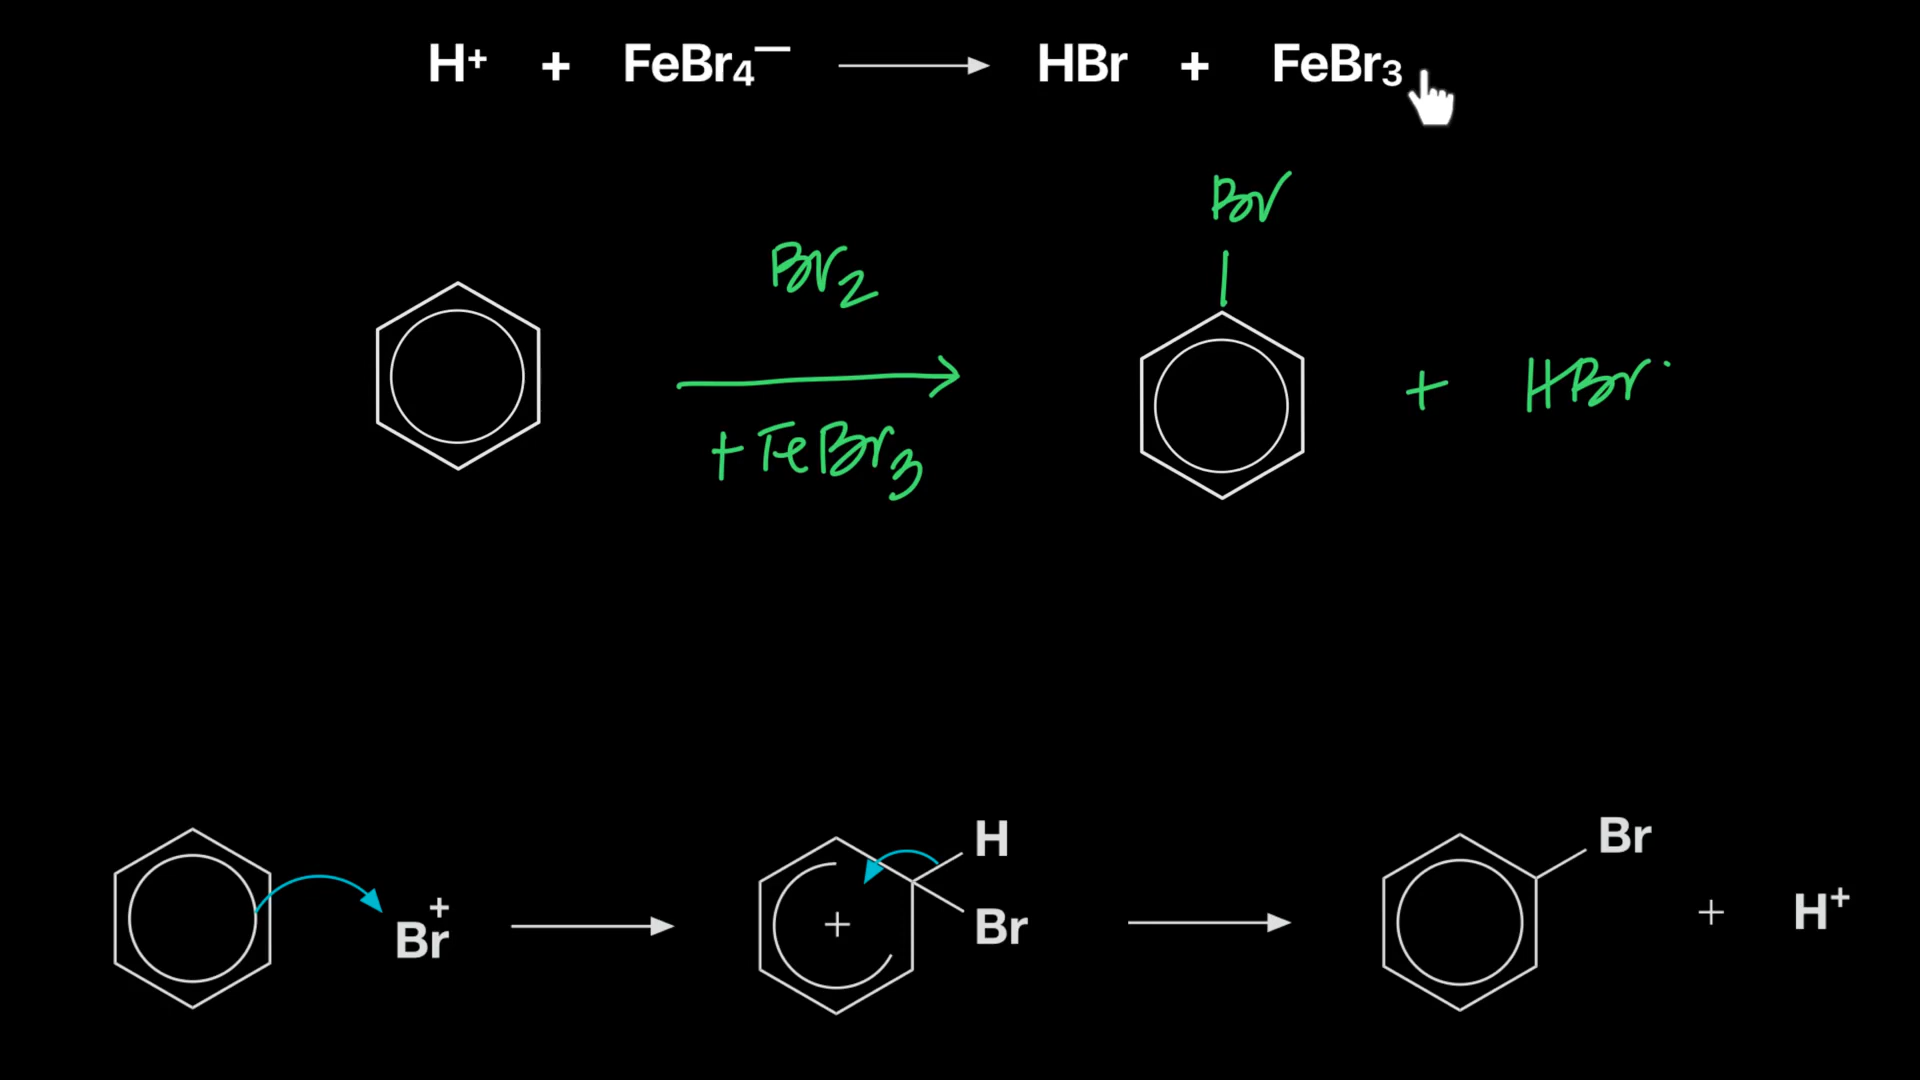 H⁺ + FeBr₄⁻ ⟶ HBr + FeBr₃
Br
Br₂
+ FeBr₃
+ HBr
H
Br⁺
+
Br
Br
+ H⁺